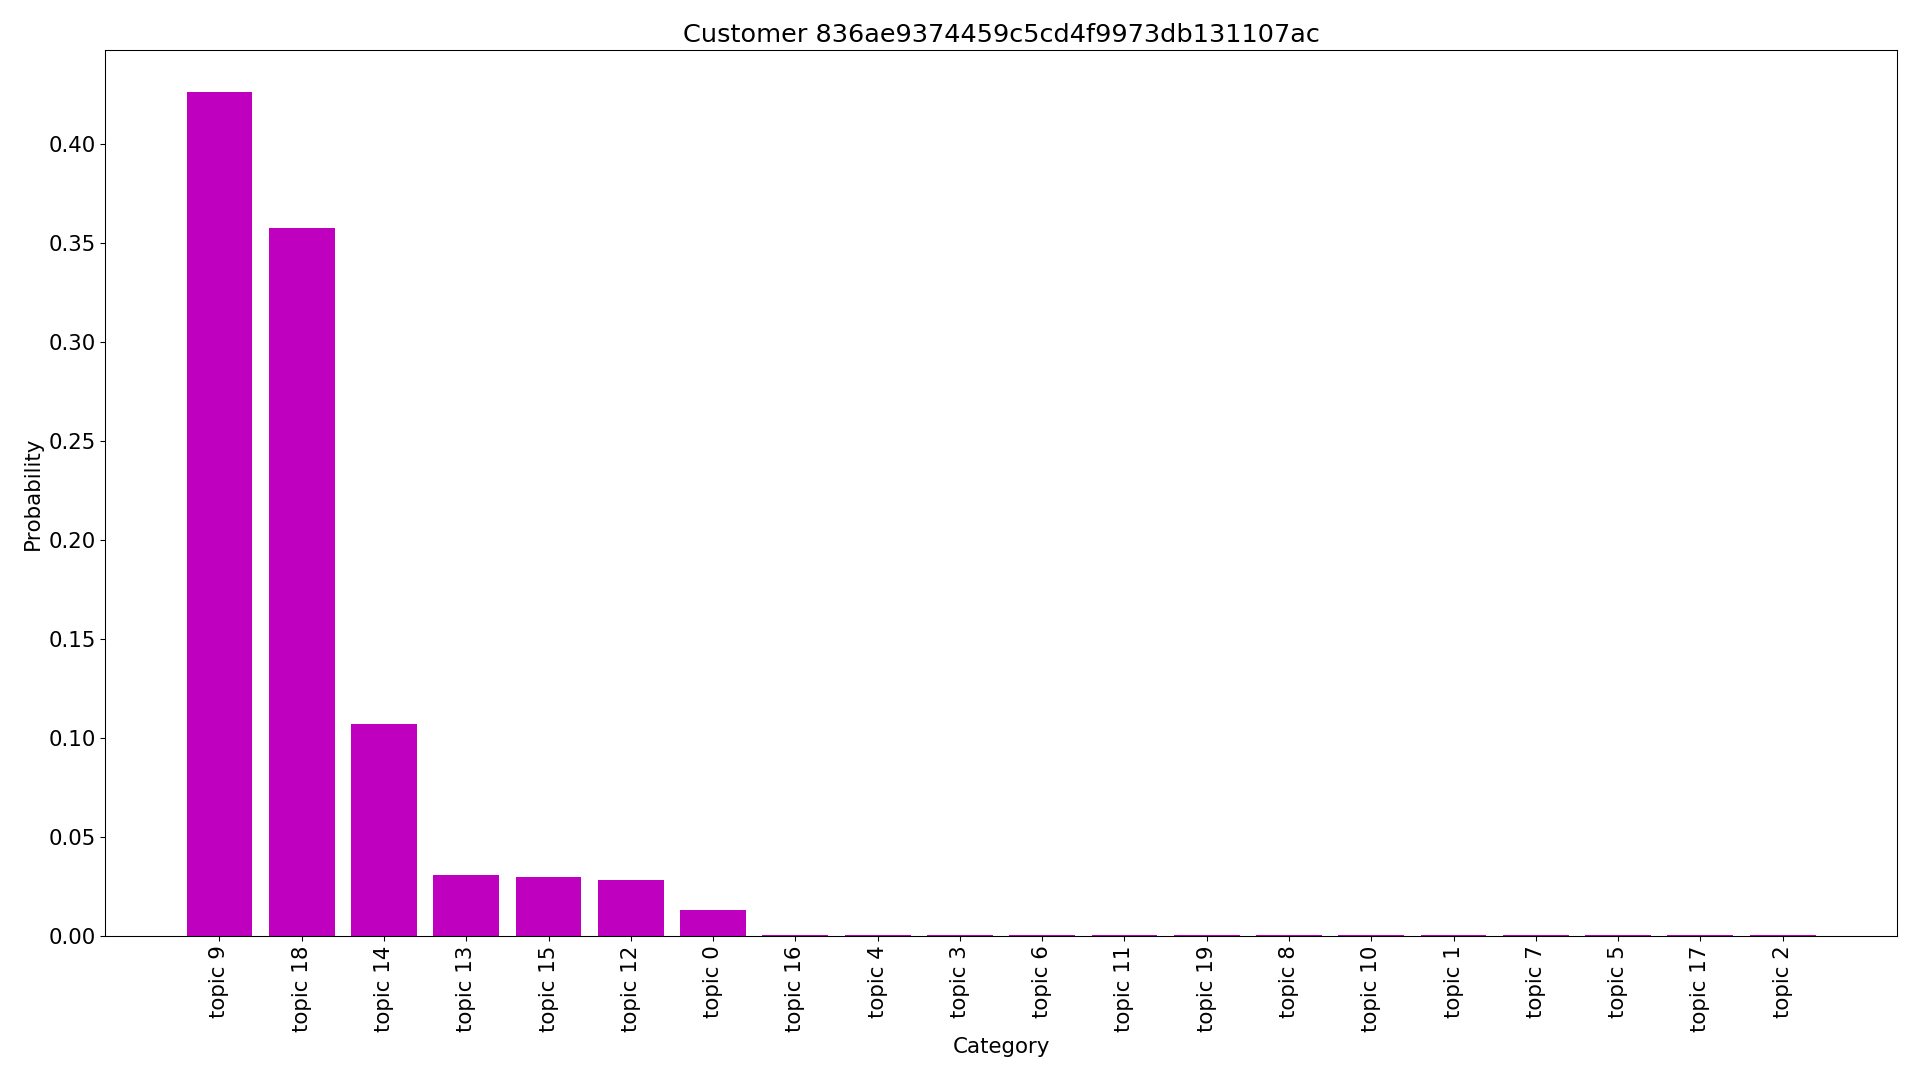 Customer 836ae9374459c5cd4f9973db131107ac
0.40
0.35
0.30
0.25
0.20
0.15
0.10
0.05
0.00
Probability
topic 9
topic 18
topic 14
topic 13
topic 15
topic 12
topic 0
topic 16
topic 4
topic 3
topic 6
topic 11
topic 19
topic 8
topic 10
topic 1
topic 7
topic 5
topic 17
topic 2
Category